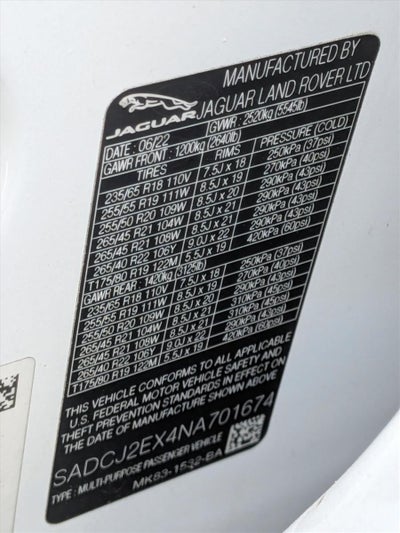 MANUFACTURED BY
JAGUAR LAND ROVER LTD
JAGUAR
DATE : 06/22 GVWR : 2520kg (5545lb)
GAWR FRONT : 1200kg (2640lb)
TIRES RIMS PRESSURE (COLD)
235/65 R18 110V 7.5J x 18 250kPa (37psi)
255/55 R19 111W 8.5J x 19 270kPa (40psi)
255/50 R20 109W 8.5J x 20 290kPa (43psi)
265/45 R21 104W 8.5J x 21 290kPa (43psi)
265/45 R21 108W 8.5J x 21 290kPa (43psi)
265/40 R22 106Y 9.0J x 22 290kPa (43psi)
T175/80 R19 122M 5.5J x 19 420kPa (60psi)
GAWR REAR : 1420kg (3125lb)
235/65 R18 110V 7.5J x 18 250kPa (37psi)
255/55 R19 111W 8.5J x 19 270kPa (40psi)
255/50 R20 109W 8.5J x 20 290kPa (43psi)
265/45 R21 104W 8.5J x 21 310kPa (45psi)
265/45 R21 108W 8.5J x 21 310kPa (45psi)
265/40 R22 106Y 9.0J x 22 290kPa (43psi)
T175/80 R19 122M 5.5J x 19 420kPa (60psi)
THIS VEHICLE CONFORMS TO ALL APPLICABLE
U.S. FEDERAL MOTOR VEHICLE SAFETY AND
THEFT PREVENTION STANDARDS IN EFFECT ON
THE DATE OF MANUFACTURE SHOWN ABOVE
SADCJ2EX4NA701674
TYPE : MULTI-PURPOSE PASSENGER VEHICLE
MK83-1532-BA